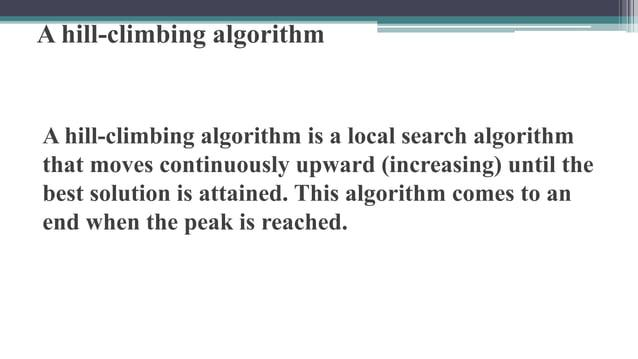 A hill-climbing algorithm
A hill-climbing algorithm is a local search algorithm
that moves continuously upward (increasing) until the
best solution is attained. This algorithm comes to an
end when the peak is reached.